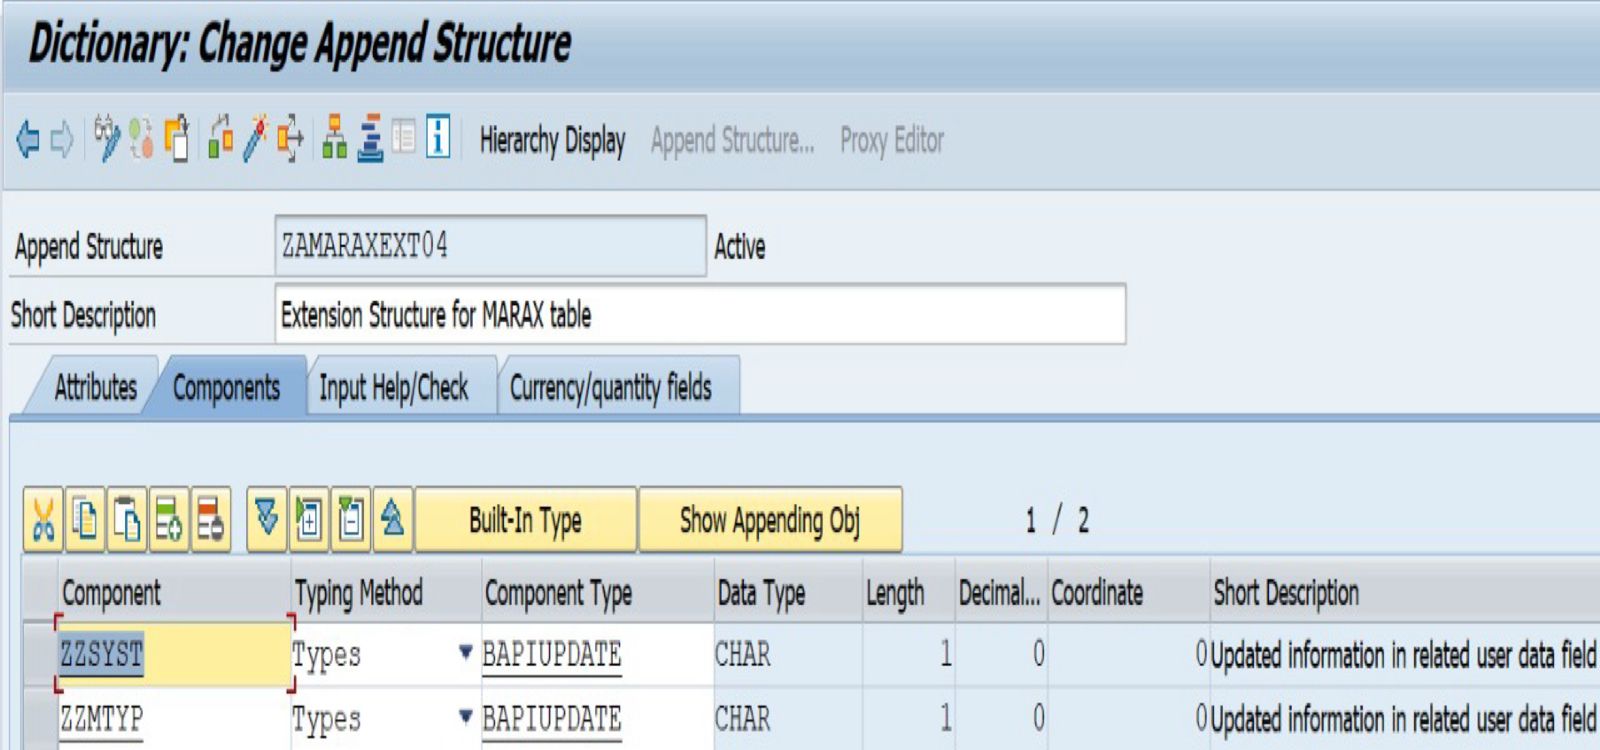 Dictionary: Change Append Structure
Hierarchy Display Append Structure... Proxy Editor
Append Structure ZAMARAXEXT04 Active
Short Description Extension Structure for MARAX table
Attributes Components Input Help/Check Currency/quantity fields
Built-In Type Show Appending Obj 1 / 2
Component Typing Method Component Type Data Type Length Decimal... Coordinate Short Description
ZZSYST Types BAPIUPDATE CHAR 1 0 0 Updated information in related user data field
ZZMTYP Types BAPIUPDATE CHAR 1 0 0 Updated information in related user data field